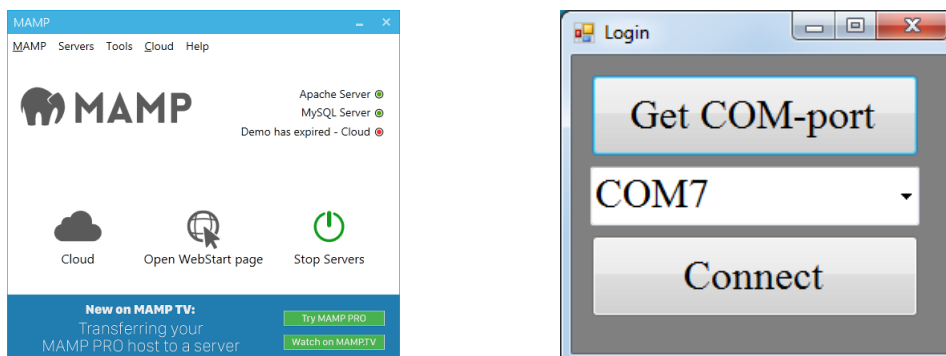 MAMP
MAMP Servers Tools Cloud Help
MAMP
Apache Server
MySQL Server
Demo has expired - Cloud
Cloud Open WebStart page Stop Servers
New on MAMP TV:
Transferring your
MAMP PRO host to a server
Try MAMP PRO
Watch on MAMP.TV
Login
Get COM-port
COM7
Connect